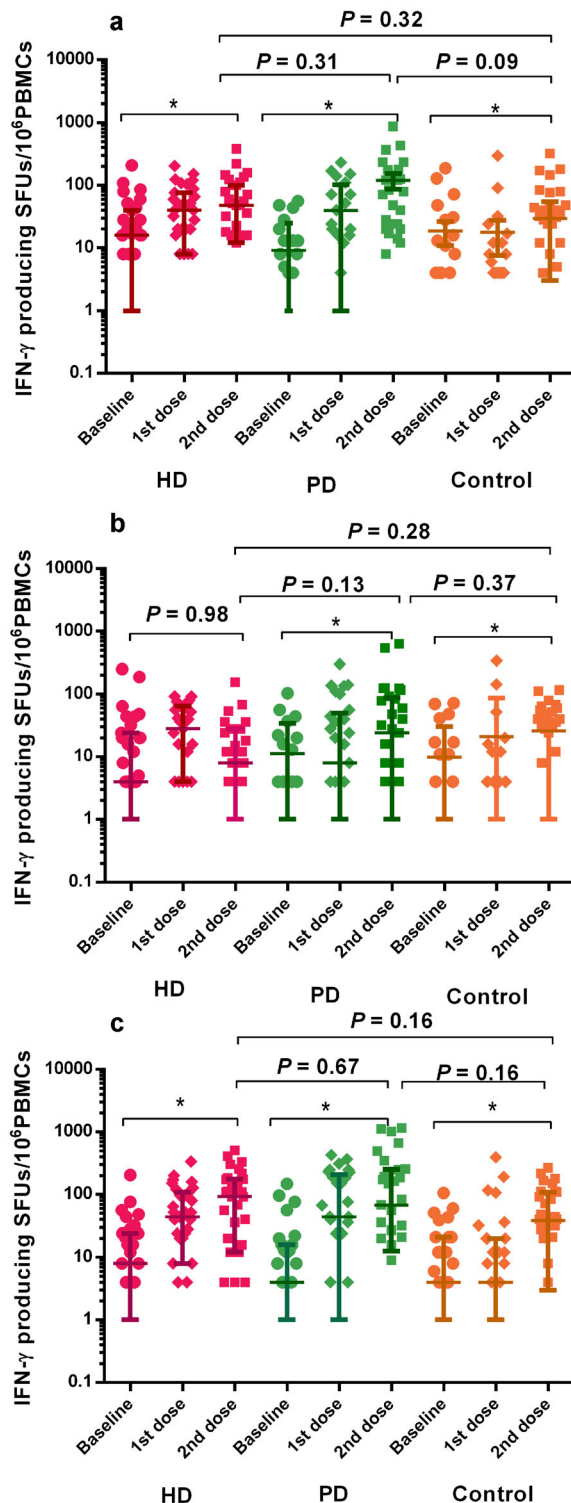 a
P = 0.32
P = 0.31
P = 0.09
*
*
*
IFN-γ producing SFUs/10⁶PBMCs
10000
1000
100
10
1
0.1
Baseline
1st dose
2nd dose
Baseline
1st dose
2nd dose
Baseline
1st dose
2nd dose
HD
PD
Control
b
P = 0.28
P = 0.13
P = 0.37
P = 0.98
*
*
IFN-γ producing SFUs/10⁶PBMCs
10000
1000
100
10
1
0.1
Baseline
1st dose
2nd dose
Baseline
1st dose
2nd dose
Baseline
1st dose
2nd dose
HD
PD
Control
c
P = 0.16
P = 0.67
P = 0.16
*
*
*
IFN-γ producing SFUs/10⁶PBMCs
10000
1000
100
10
1
0.1
Baseline
1st dose
2nd dose
Baseline
1st dose
2nd dose
Baseline
1st dose
2nd dose
HD
PD
Control